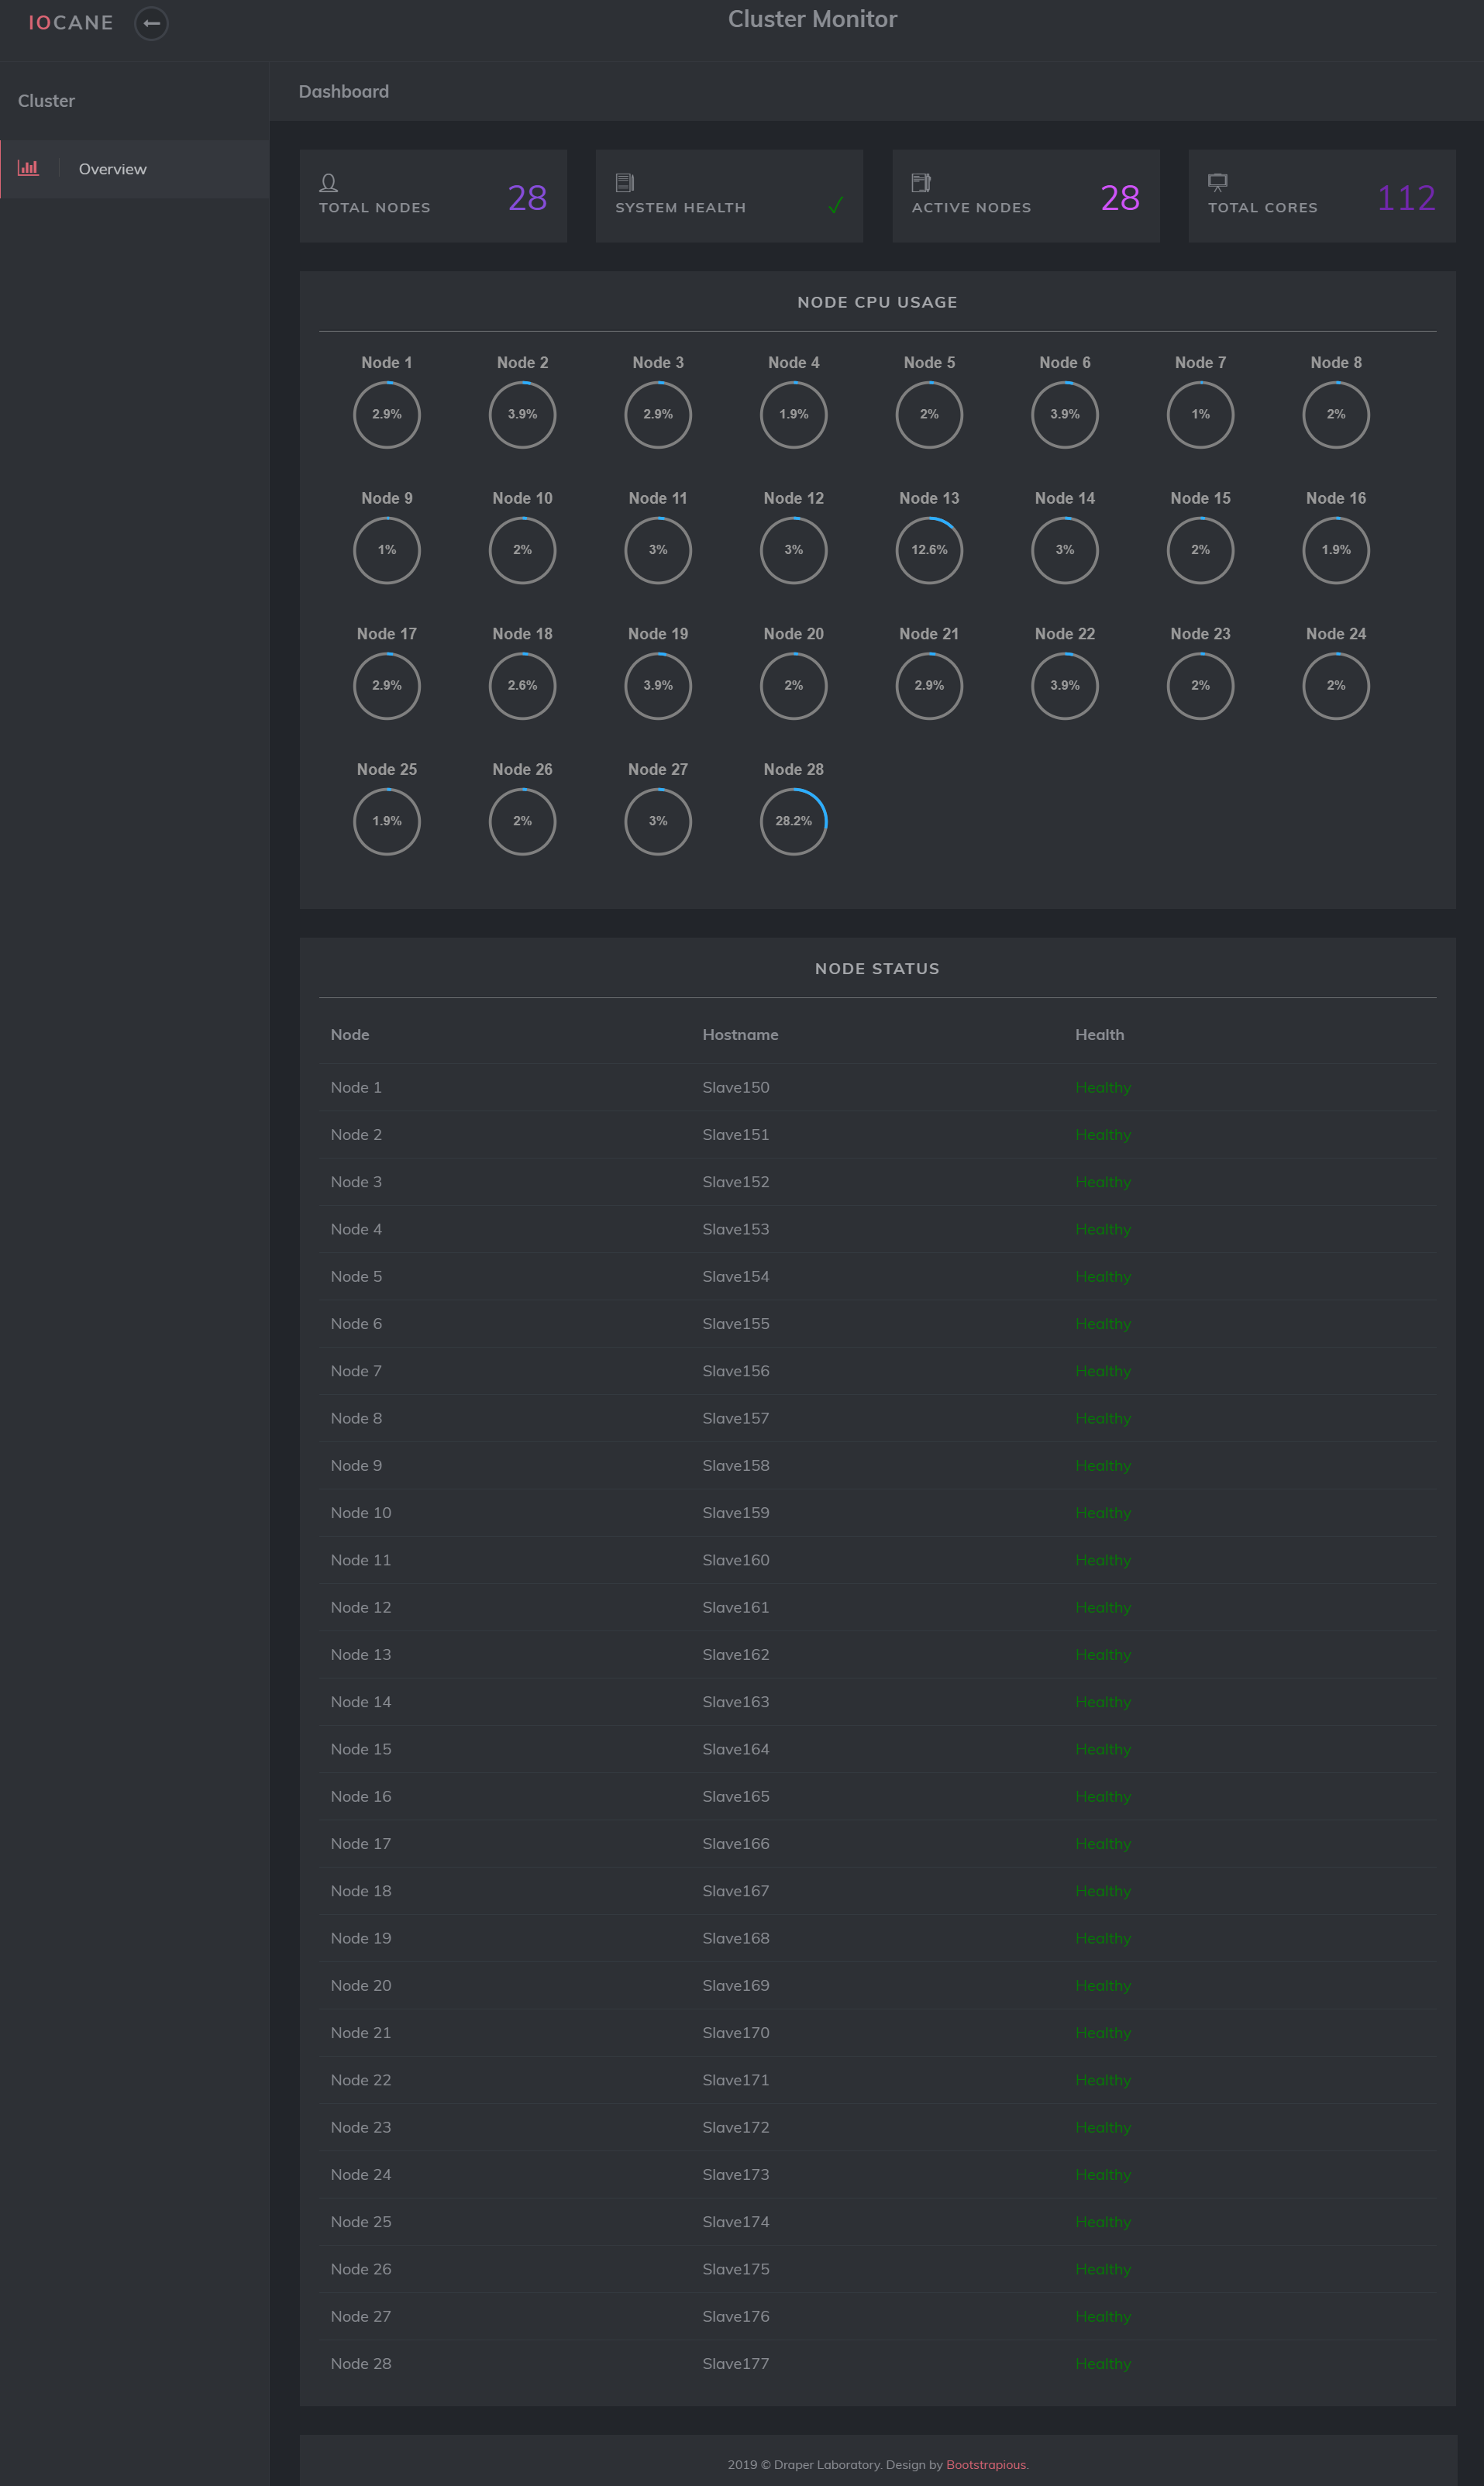 IOCANE
Cluster Monitor
Cluster
Dashboard
Overview
TOTAL NODES 28
SYSTEM HEALTH ✓
ACTIVE NODES 28
TOTAL CORES 112
NODE CPU USAGE
Node 1 Node 2 Node 3 Node 4 Node 5 Node 6 Node 7 Node 8
2.9% 3.9% 2.9% 1.9% 2% 3.9% 1% 2%
Node 9 Node 10 Node 11 Node 12 Node 13 Node 14 Node 15 Node 16
1% 2% 3% 3% 12.6% 3% 2% 1.9%
Node 17 Node 18 Node 19 Node 20 Node 21 Node 22 Node 23 Node 24
2.9% 2.6% 3.9% 2% 2.9% 3.9% 2% 2%
Node 25 Node 26 Node 27 Node 28
1.9% 2% 3% 28.2%
NODE STATUS
Node Hostname Health
Node 1 Slave150 Healthy
Node 2 Slave151 Healthy
Node 3 Slave152 Healthy
Node 4 Slave153 Healthy
Node 5 Slave154 Healthy
Node 6 Slave155 Healthy
Node 7 Slave156 Healthy
Node 8 Slave157 Healthy
Node 9 Slave158 Healthy
Node 10 Slave159 Healthy
Node 11 Slave160 Healthy
Node 12 Slave161 Healthy
Node 13 Slave162 Healthy
Node 14 Slave163 Healthy
Node 15 Slave164 Healthy
Node 16 Slave165 Healthy
Node 17 Slave166 Healthy
Node 18 Slave167 Healthy
Node 19 Slave168 Healthy
Node 20 Slave169 Healthy
Node 21 Slave170 Healthy
Node 22 Slave171 Healthy
Node 23 Slave172 Healthy
Node 24 Slave173 Healthy
Node 25 Slave174 Healthy
Node 26 Slave175 Healthy
Node 27 Slave176 Healthy
Node 28 Slave177 Healthy
2019 © Draper Laboratory. Design by Bootstrapious.